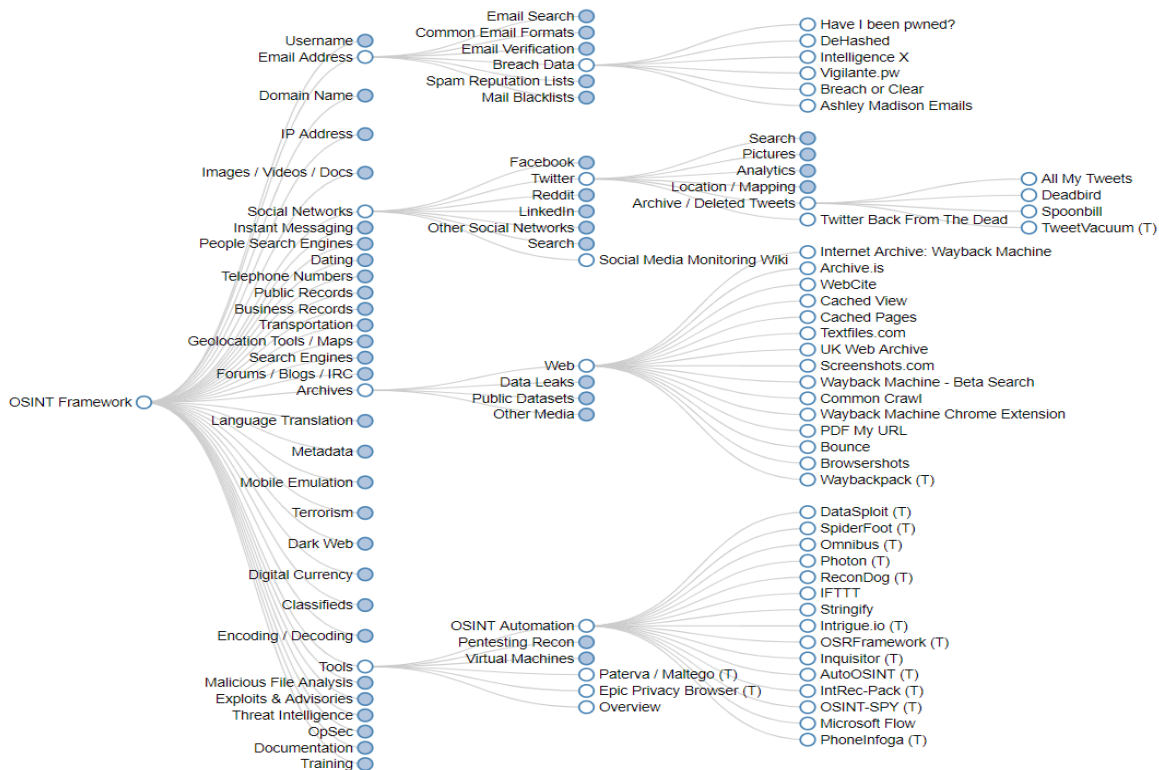 OSINT Framework
Username
Email Address
Domain Name
IP Address
Images / Videos / Docs
Social Networks
Instant Messaging
People Search Engines
Dating
Telephone Numbers
Public Records
Business Records
Transportation
Geolocation Tools / Maps
Search Engines
Forums / Blogs / IRC
Archives
Language Translation
Metadata
Mobile Emulation
Terrorism
Dark Web
Digital Currency
Classifieds
Encoding / Decoding
Tools
Malicious File Analysis
Exploits & Advisories
Threat Intelligence
OpSec
Documentation
Training
Email Search
Common Email Formats
Email Verification
Breach Data
Spam Reputation Lists
Mail Blacklists
Facebook
Twitter
Reddit
LinkedIn
Other Social Networks
Search
Social Media Monitoring Wiki
Web
Data Leaks
Public Datasets
Other Media
OSINT Automation
Pentesting Recon
Virtual Machines
Paterva / Maltego (T)
Epic Privacy Browser (T)
Overview
Have I been pwned?
DeHashed
Intelligence X
Vigilante.pw
Breach or Clear
Ashley Madison Emails
Search
Pictures
Analytics
Location / Mapping
Archive / Deleted Tweets
Twitter Back From The Dead
All My Tweets
Deadbird
Spoonbill
TweetVacuum (T)
Internet Archive: Wayback Machine
Archive.is
WebCite
Cached View
Cached Pages
Textfiles.com
UK Web Archive
Screenshots.com
Wayback Machine - Beta Search
Common Crawl
Wayback Machine Chrome Extension
PDF My URL
Bounce
Browsershots
Waybackpack (T)
DataSploit (T)
SpiderFoot (T)
Omnibus (T)
Photon (T)
ReconDog (T)
IFTTT
Stringify
Intrigue.io (T)
OSRFramework (T)
Inquisitor (T)
AutoOSINT (T)
IntRec-Pack (T)
OSINT-SPY (T)
Microsoft Flow
PhoneInfoga (T)